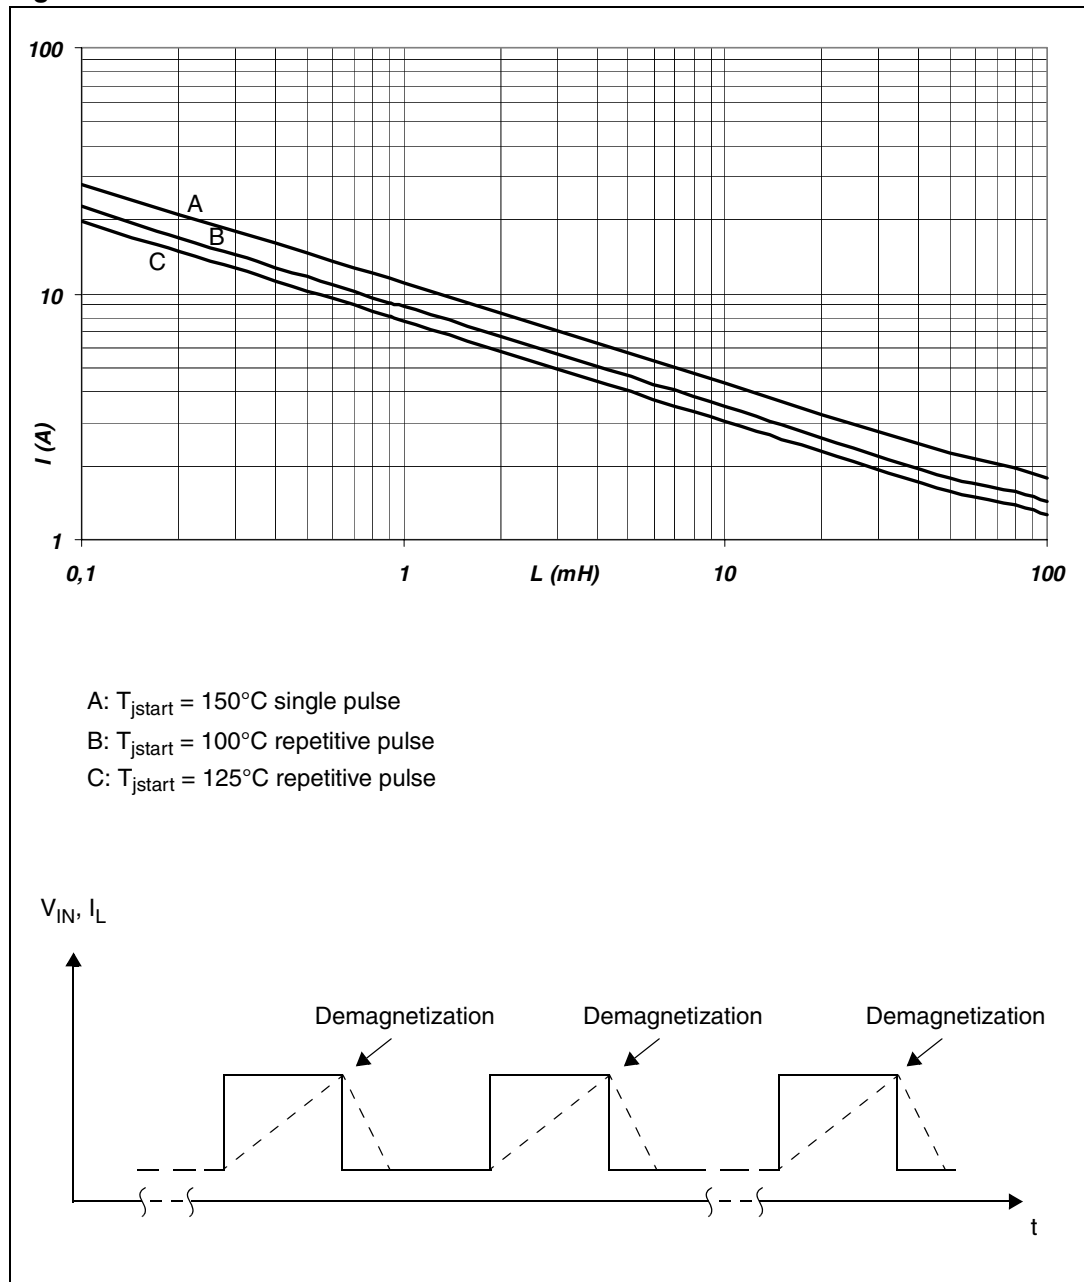 100
A
B
C
10
I (A)
1
0,1 1 L (mH) 10 100
A: Tjstart = 150°C single pulse
B: Tjstart = 100°C repetitive pulse
C: Tjstart = 125°C repetitive pulse
VIN, IL
Demagnetization Demagnetization Demagnetization
t